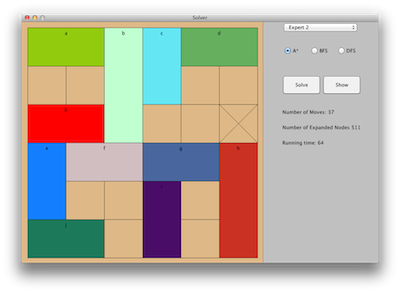 Solver
a b c d
Expert 2
A* BFS DFS
Solve Show
Number of Moves: 37
e f g h
Number of Expanded Nodes 511
Running time: 64